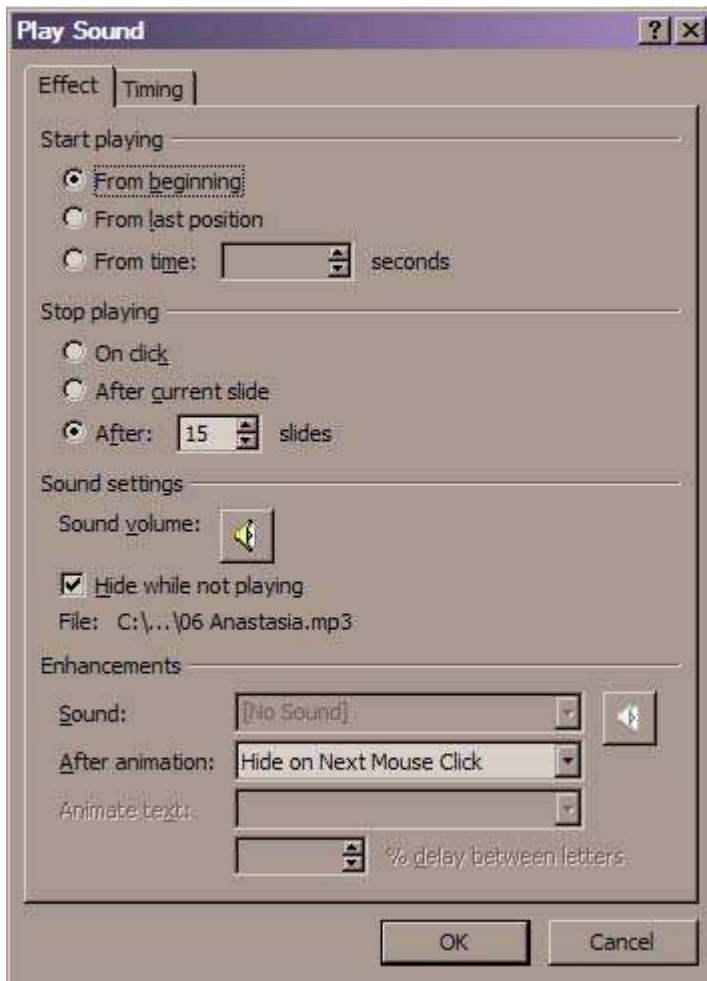 Play Sound
Effect Timing
Start playing
From beginning
From last position
From time: seconds
Stop playing
On click
After current slide
After: 15 slides
Sound settings
Sound volume:
Hide while not playing
File: C:\...\06 Anastasia.mp3
Enhancements
Sound: [No Sound]
After animation: Hide on Next Mouse Click
Animate text:
% delay between letters
OK Cancel